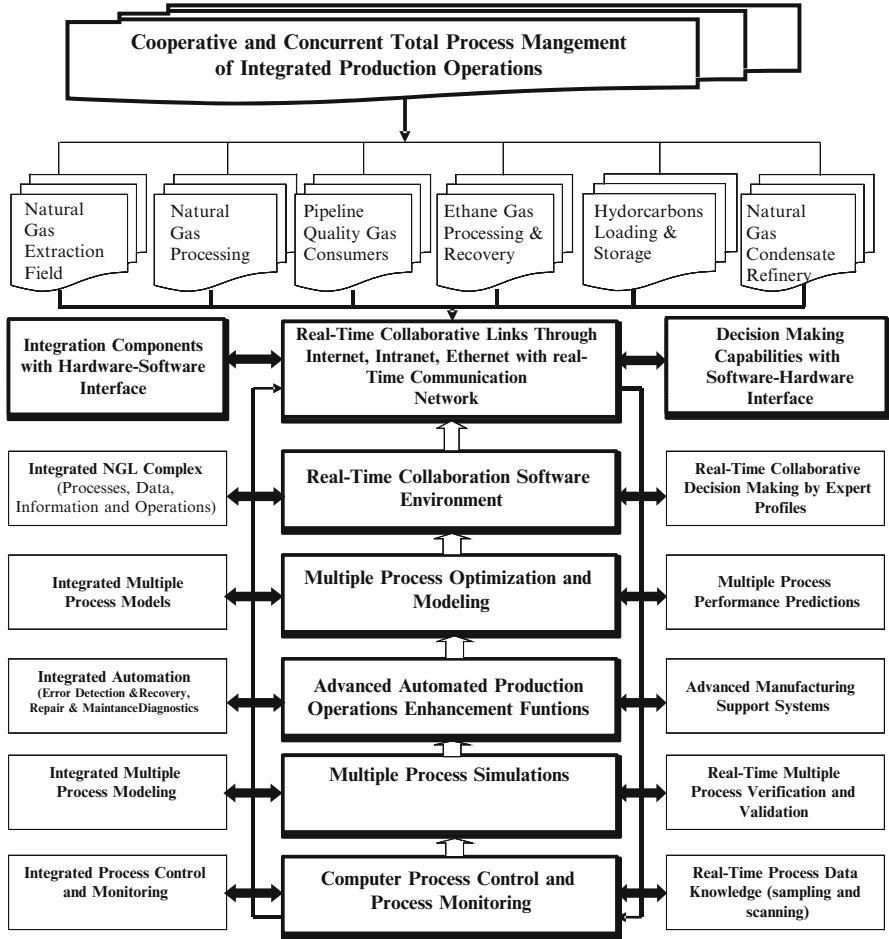 Cooperative and Concurrent Total Process Mangement
of Integrated Production Operations
Natural
Gas
Extraction
Field
Natural
Gas
Processing
Pipeline
Quality Gas
Consumers
Ethane Gas
Processing &
Recovery
Hydorcarbons
Loading &
Storage
Natural
Gas
Condensate
Refinery
Integration Components
with Hardware-Software
Interface
Real-Time Collaborative Links Through
Internet, Intranet, Ethernet with real-
Time Communication
Network
Decision Making
Capabilities with
Software-Hardware
Interface
Integrated NGL Complex
(Processes, Data,
Information and Operations)
Real-Time Collaboration Software
Environment
Real-Time Collaborative
Decision Making by Expert
Profiles
Integrated Multiple
Process Models
Multiple Process Optimization and
Modeling
Multiple Process
Performance Predictions
Integrated Automation
(Error Detection &Recovery,
Repair & MaintanceDiagnostics
Advanced Automated Production
Operations Enhancement Funtions
Advanced Manufacturing
Support Systems
Integrated Multiple
Process Modeling
Multiple Process Simulations
Real-Time Multiple
Process Verification and
Validation
Integrated Process Control
and Monitoring
Computer Process Control and
Process Monitoring
Real-Time Process Data
Knowledge (sampling and
scanning)